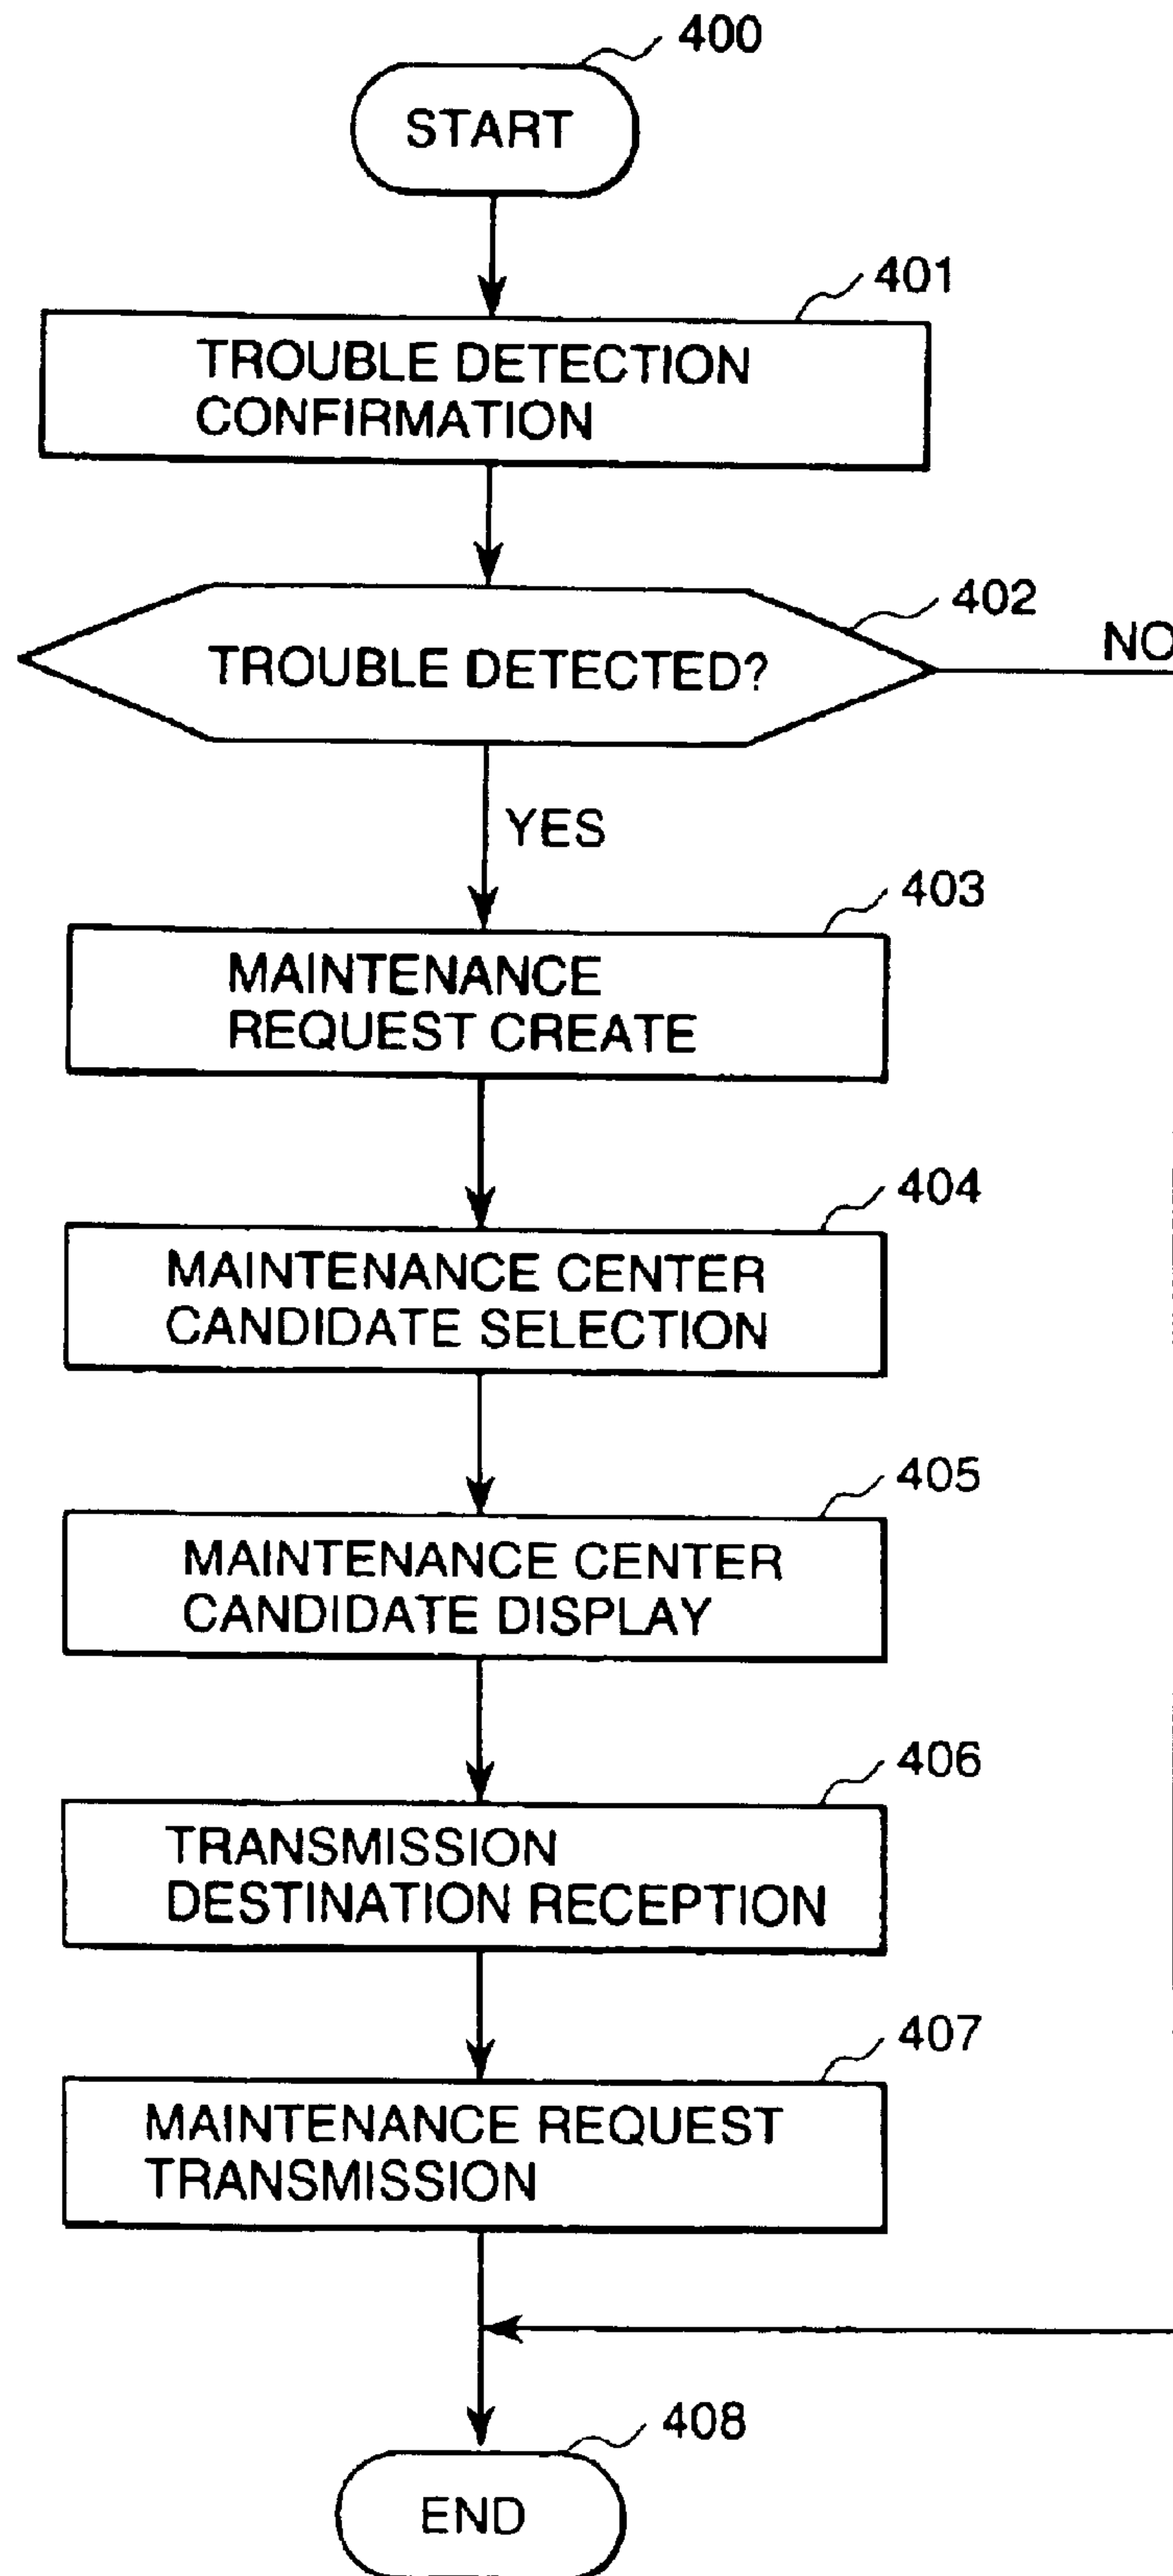 400
START
401
TROUBLE DETECTION
CONFIRMATION
402
NO
TROUBLE DETECTED?
YES
403
MAINTENANCE
REQUEST CREATE
404
MAINTENANCE CENTER
CANDIDATE SELECTION
405
MAINTENANCE CENTER
CANDIDATE DISPLAY
406
TRANSMISSION
DESTINATION RECEPTION
407
MAINTENANCE REQUEST
TRANSMISSION
408
END